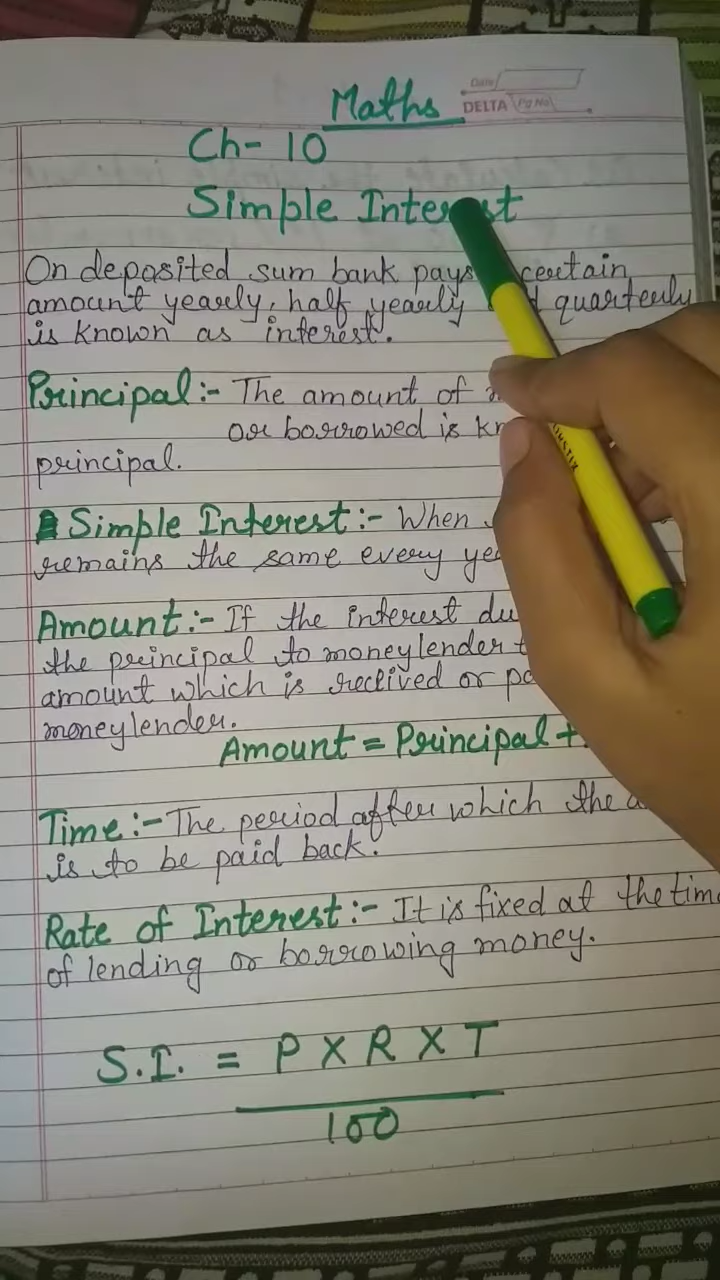 Maths
Date
DELTA Pg No
Ch- 10
Simple Interest
On deposited sum bank pays certain
amount yearly, half yearly quarterly
is known as interest.
Principal:- The amount of
or borrowed is
principal.
Simple Interest:- When
remains the same every
Amount:- If the interest
the principal to moneylender
amount which is received or
moneylender.
Amount = Principal +
Time:- The period after which the
is to be paid back.
Rate of Interest:- It is fixed at the time
of lending or borrowing money.
S.I. = P X R X T
100